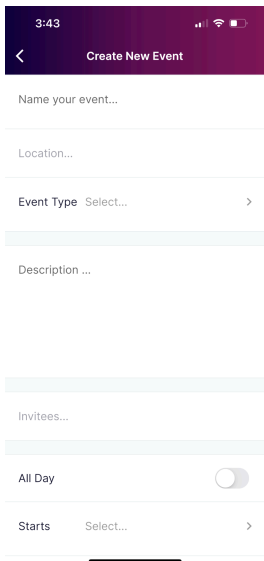 3:43
Create New Event
Name your event...
Location...
Event Type Select...
Description ...
Invitees...
All Day
Starts Select...